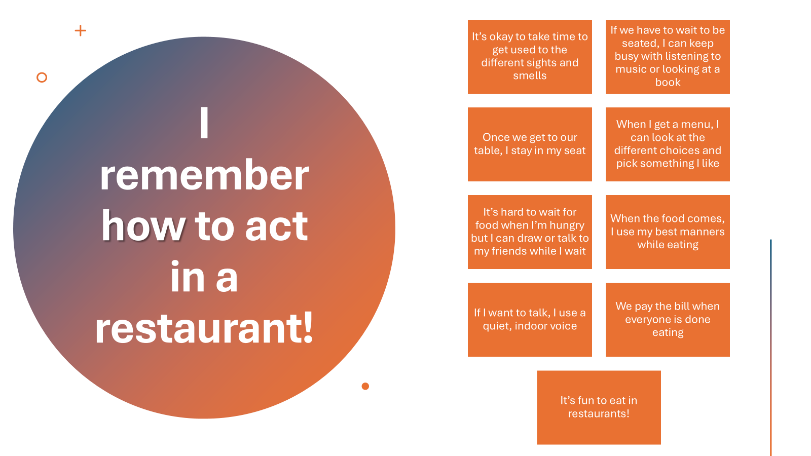 I
remember
how to act
in a
restaurant!
It's okay to take time to
get used to the
different sights and
smells
If we have to wait to be
seated, I can keep
busy with listening to
music or looking at a
book
Once we get to our
table, I stay in my seat
When I get a menu, I
can look at the
different choices and
pick something I like
It's hard to wait for
food when I'm hungry
but I can draw or talk to
my friends while I wait
When the food comes,
I use my best manners
while eating
If I want to talk, I use a
quiet, indoor voice
We pay the bill when
everyone is done
eating
It's fun to eat in
restaurants!